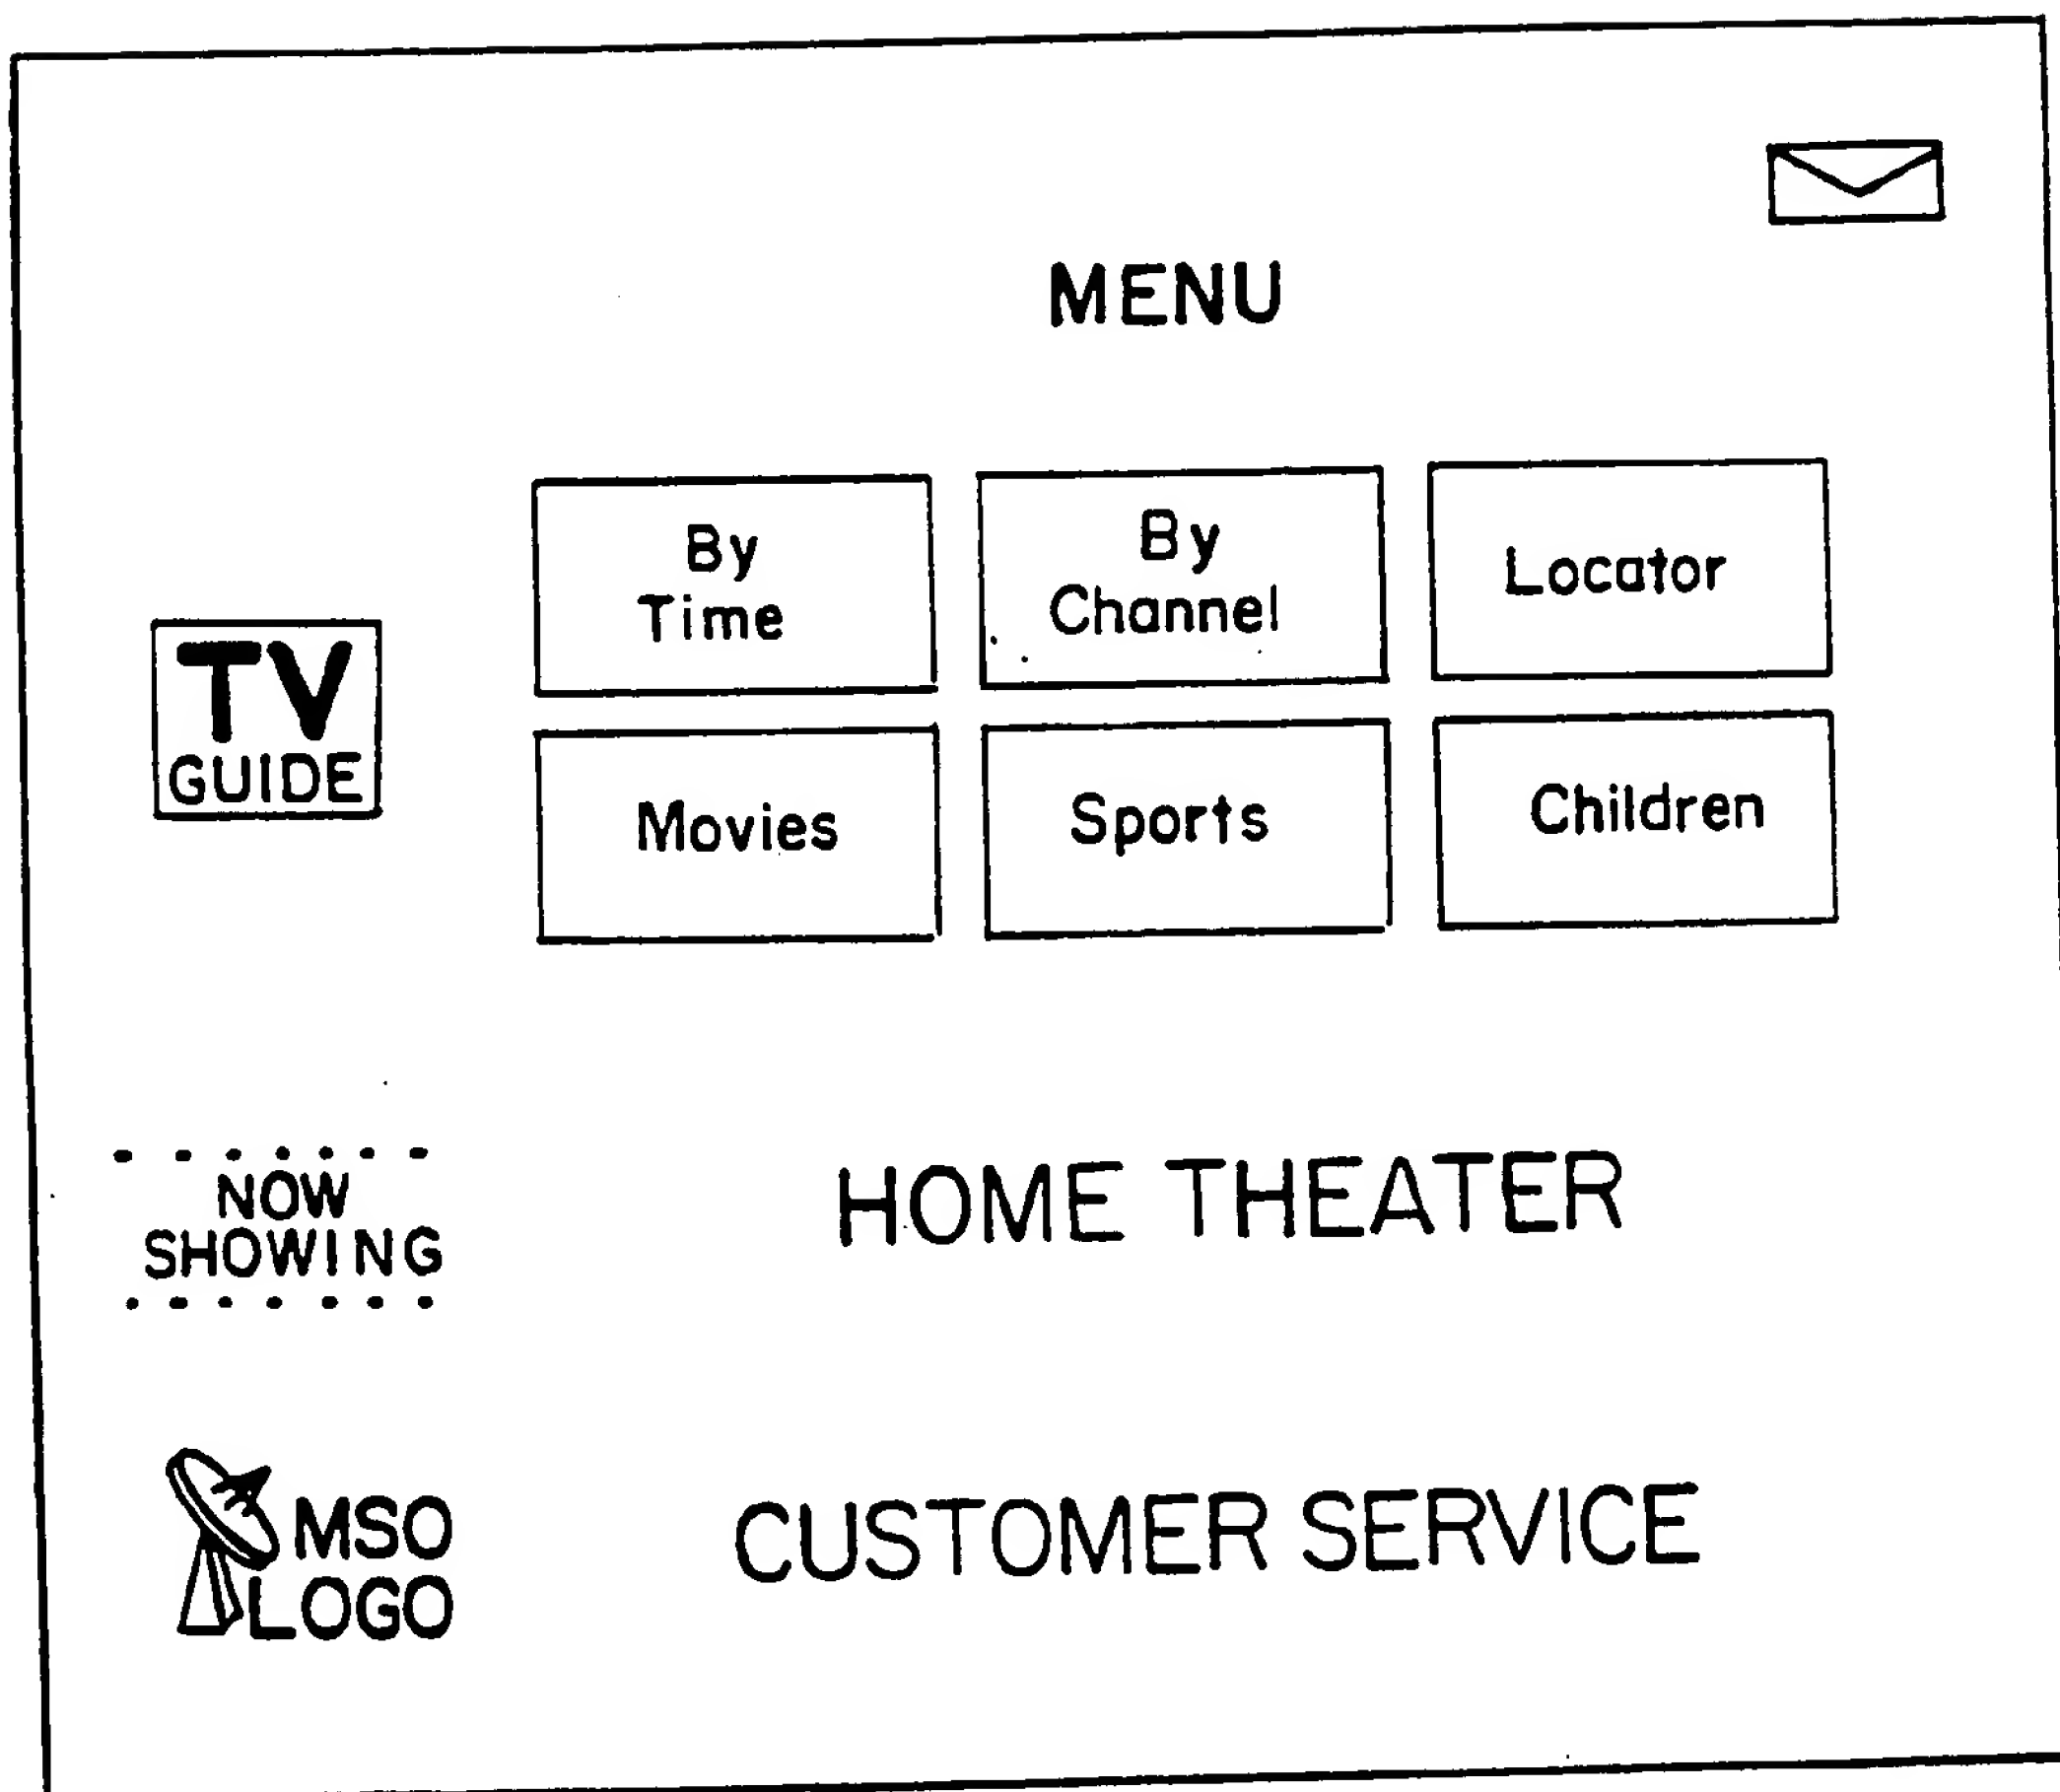 MENU
By
Time
By
Channel
Locator
TV
GUIDE
Movies
Sports
Children
NOW
SHOWING
HOME THEATER
MSO
LOGO
CUSTOMER SERVICE